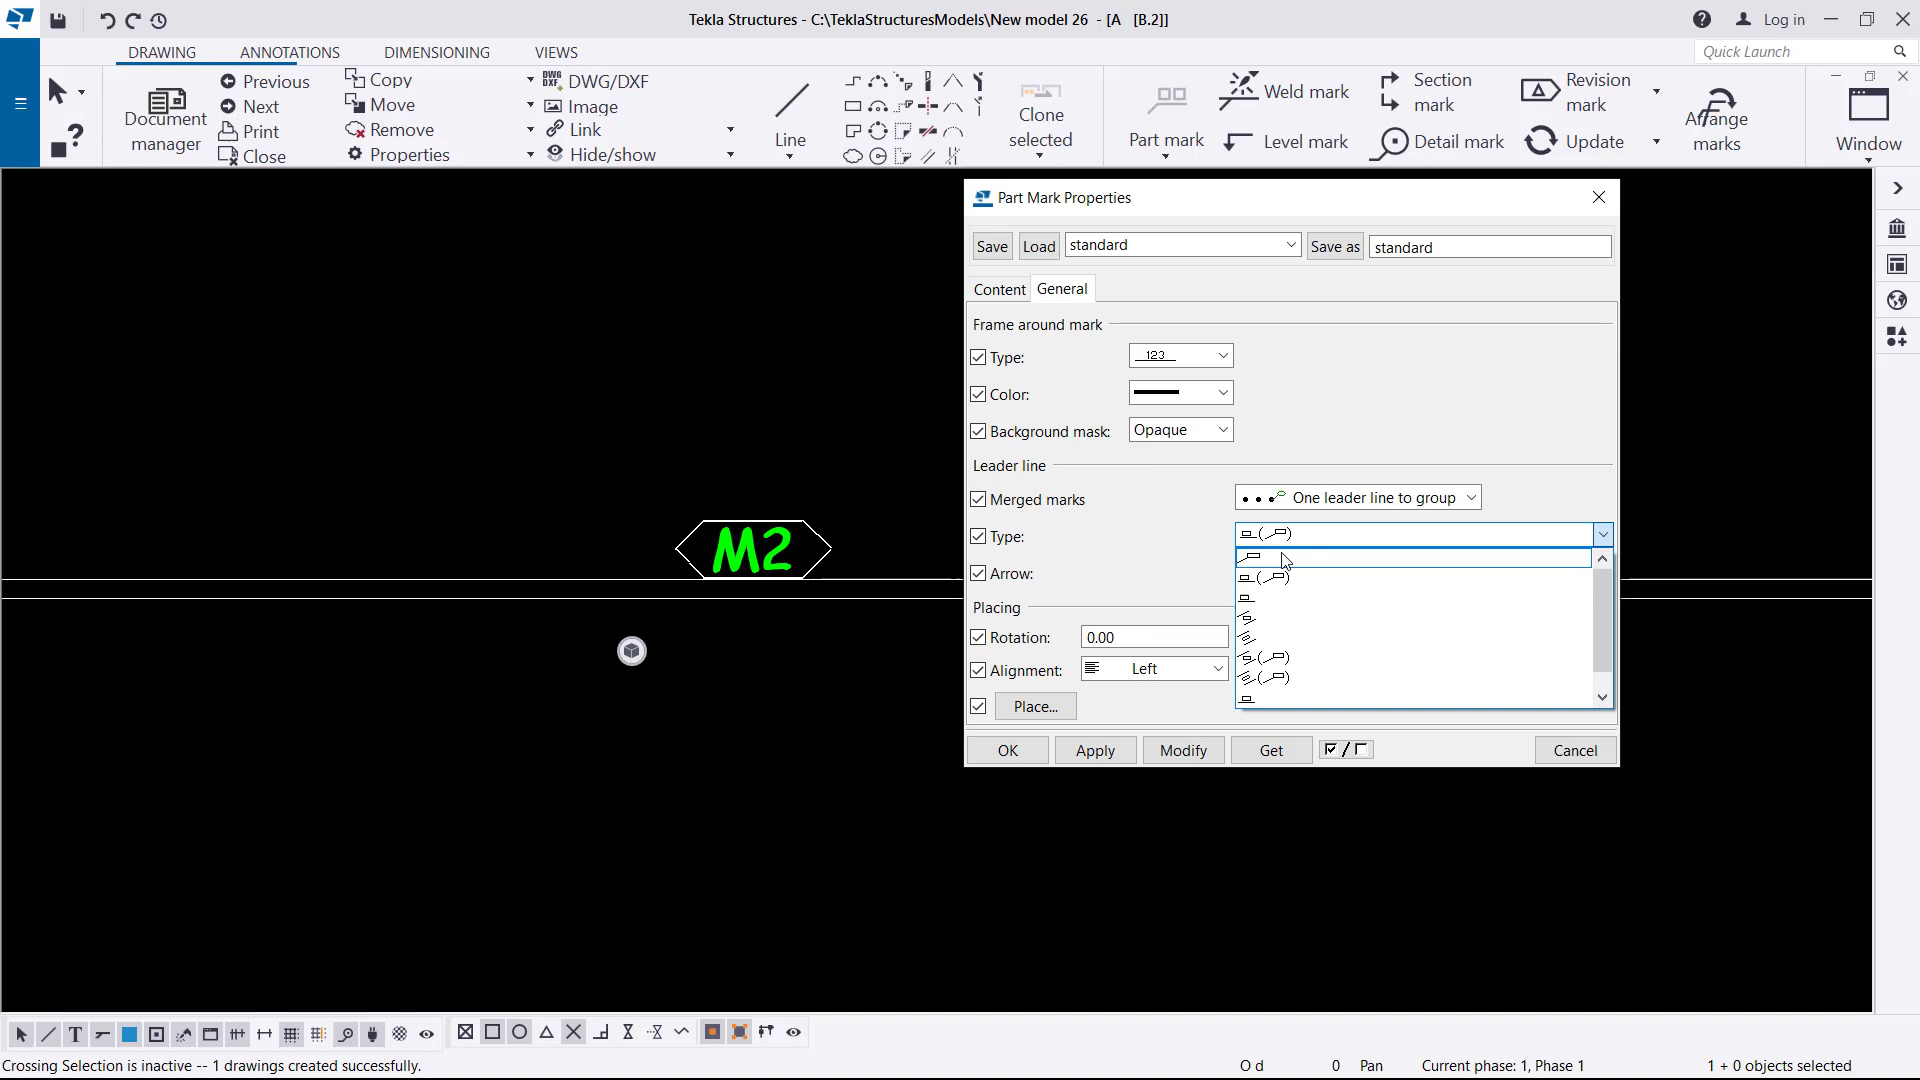 Tekla Structures - C:\TeklaStructuresModels\New model 26 - [A [B.2]]
Log in
DRAWING ANNOTATIONS DIMENSIONING VIEWS
Quick Launch
Document manager
Previous
Next
Print
Close
Copy
Move
Remove
Properties
DWG/DXF
Image
Link
Hide/show
Line
Clone selected
Part mark
Weld mark
Level mark
Section mark
Detail mark
Revision mark
Update
Arrange marks
Window
M2
Part Mark Properties
Save Load standard Save as standard
Content General
Frame around mark
Type: 123
Color:
Background mask: Opaque
Leader line
Merged marks One leader line to group
Type:
Arrow:
Placing
Rotation: 0.00
Alignment: Left
Place...
OK Apply Modify Get Cancel
Crossing Selection is inactive -- 1 drawings created successfully.
O d 0 Pan Current phase: 1, Phase 1 1 + 0 objects selected